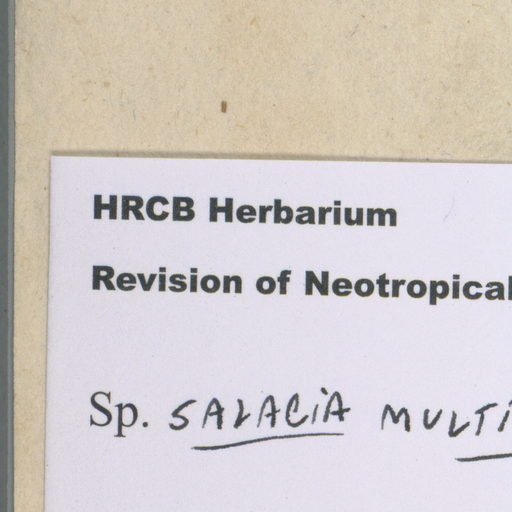 HRCB Herbarium
Revision of Neotropical
Sp. SALACIA MULTI